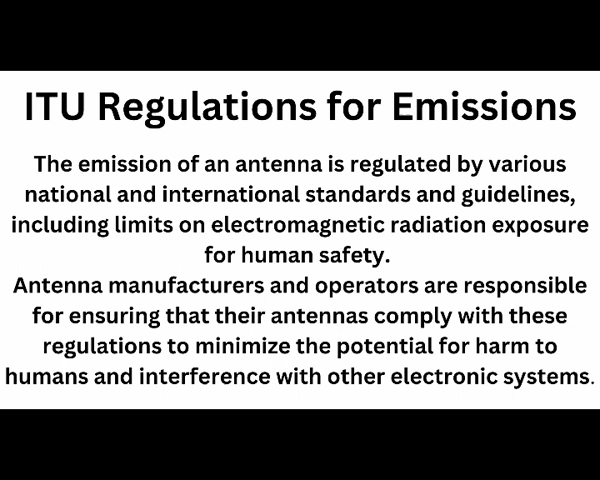 ITU Regulations for Emissions
The emission of an antenna is regulated by various
national and international standards and guidelines,
including limits on electromagnetic radiation exposure
for human safety.
Antenna manufacturers and operators are responsible
for ensuring that their antennas comply with these
regulations to minimize the potential for harm to
humans and interference with other electronic systems.